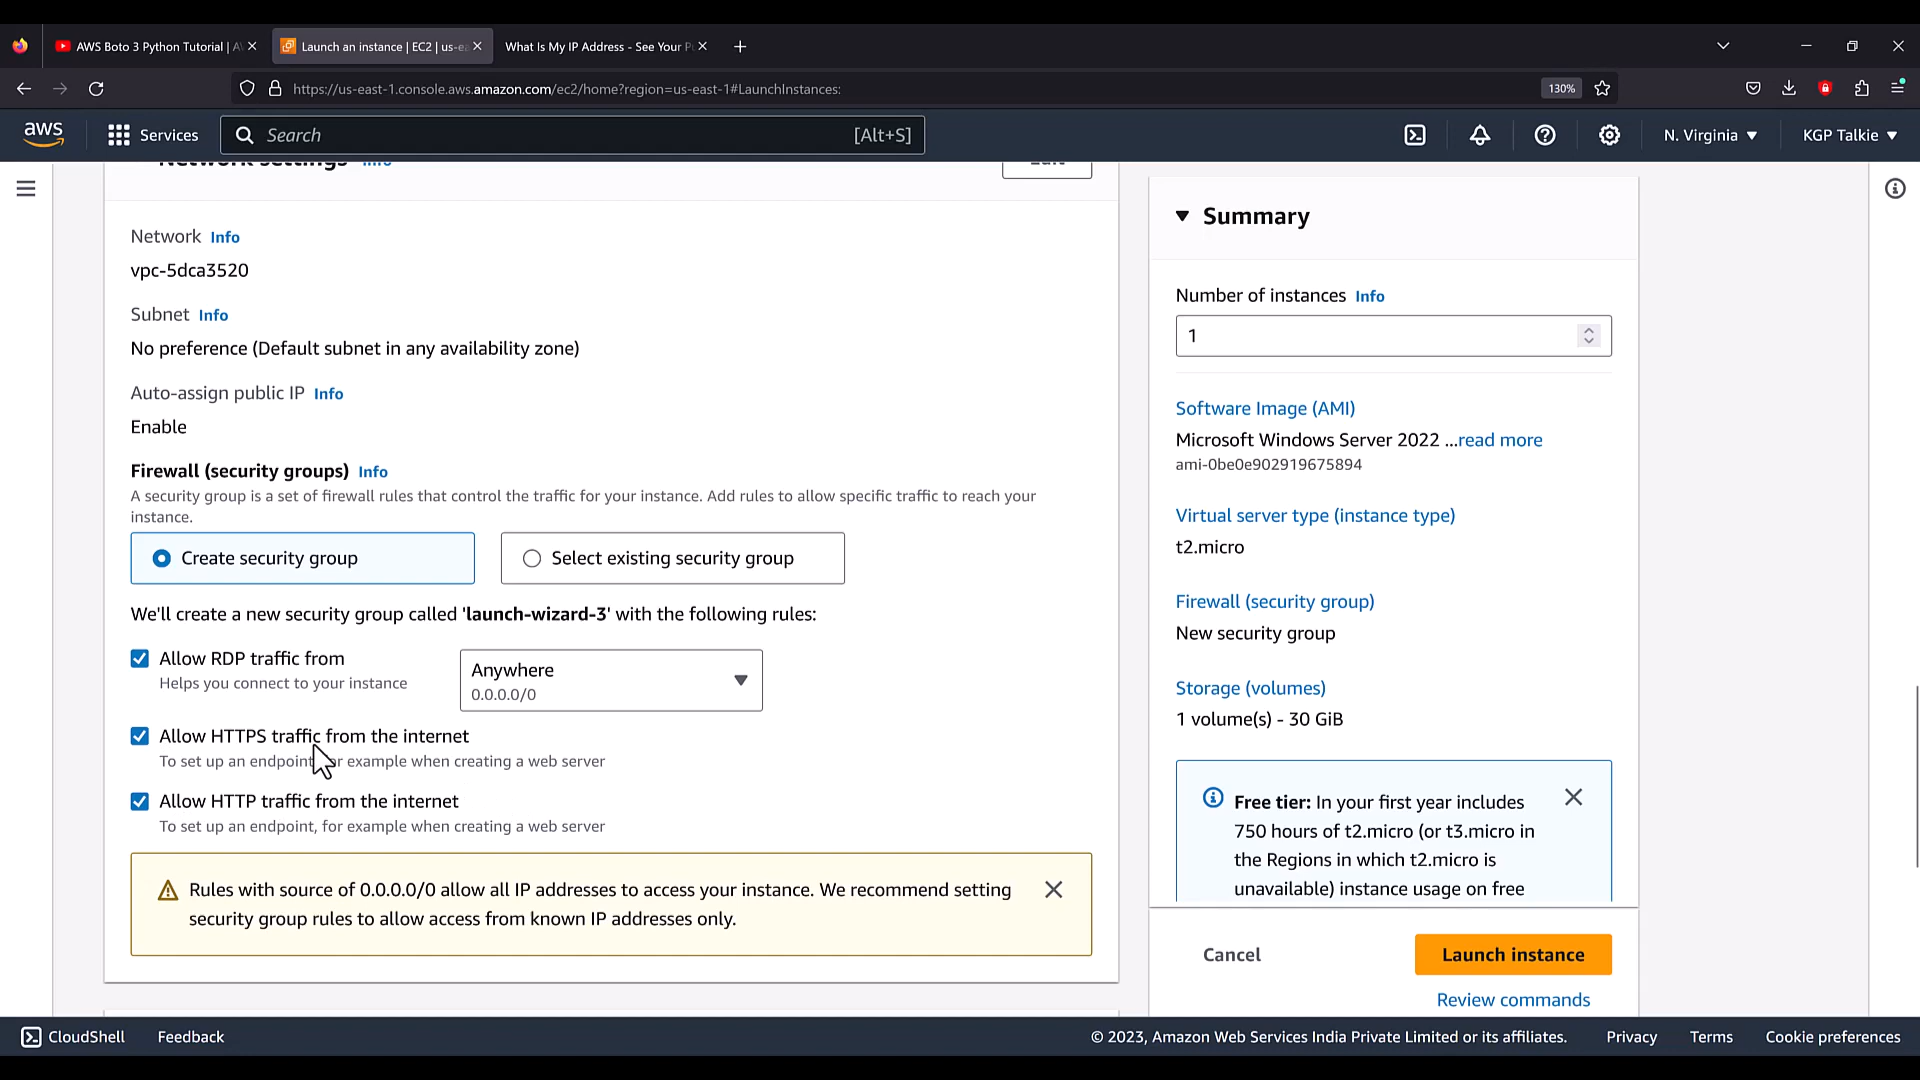 AWS Boto 3 Python Tutorial | A
Launch an instance | EC2 | us-ea
What Is My IP Address - See Your P
https://us-east-1.console.aws.amazon.com/ec2/home?region=us-east-1#LaunchInstances:
130%
aws
Services
Search
[Alt+S]
N. Virginia
KGP Talkie
Network settings Info
Edit
Network Info
vpc-5dca3520
Subnet Info
No preference (Default subnet in any availability zone)
Auto-assign public IP Info
Enable
Firewall (security groups) Info
A security group is a set of firewall rules that control the traffic for your instance. Add rules to allow specific traffic to reach your
instance.
Create security group
Select existing security group
We'll create a new security group called 'launch-wizard-3' with the following rules:
Allow RDP traffic from
Helps you connect to your instance
Anywhere
0.0.0.0/0
Allow HTTPS traffic from the internet
To set up an endpoint, for example when creating a web server
Allow HTTP traffic from the internet
To set up an endpoint, for example when creating a web server
Rules with source of 0.0.0.0/0 allow all IP addresses to access your instance. We recommend setting
security group rules to allow access from known IP addresses only.
Summary
Number of instances Info
1
Software Image (AMI)
Microsoft Windows Server 2022 ...read more
ami-0be0e902919675894
Virtual server type (instance type)
t2.micro
Firewall (security group)
New security group
Storage (volumes)
1 volume(s) - 30 GiB
Free tier: In your first year includes
750 hours of t2.micro (or t3.micro in
the Regions in which t2.micro is
unavailable) instance usage on free
Cancel
Launch instance
Review commands
CloudShell
Feedback
© 2023, Amazon Web Services India Private Limited or its affiliates.
Privacy
Terms
Cookie preferences